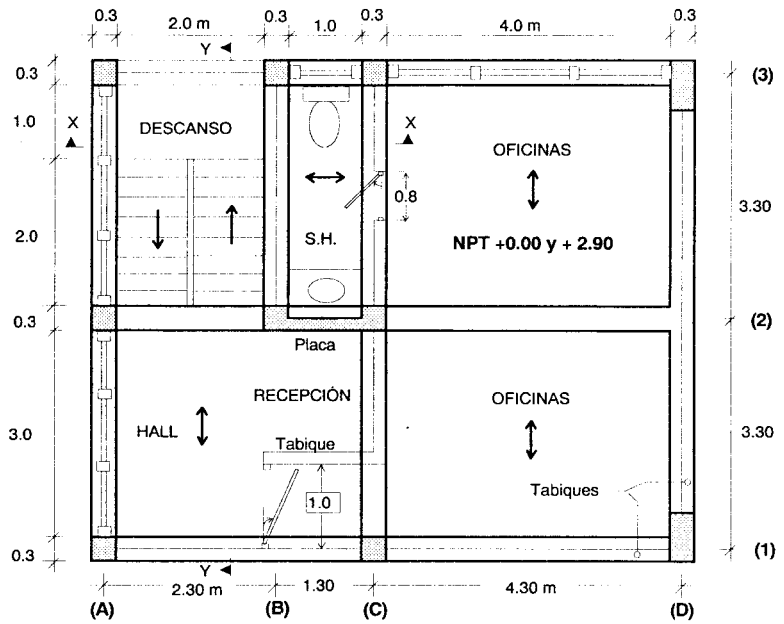 0.3 2.0 m 0.3 1.0 0.3 4.0 m 0.3
Y
0.3 (3)
1.0 X DESCANSO X OFICINAS
0.8 3.30
2.0 S.H. NPT +0.00 y + 2.90
0.3 (2)
Placa
RECEPCIÓN OFICINAS
3.0 HALL 3.30
Tabique
1.0 Tabiques
0.3 (1)
Y
2.30 m 1.30 4.30 m
(A) (B) (C) (D)